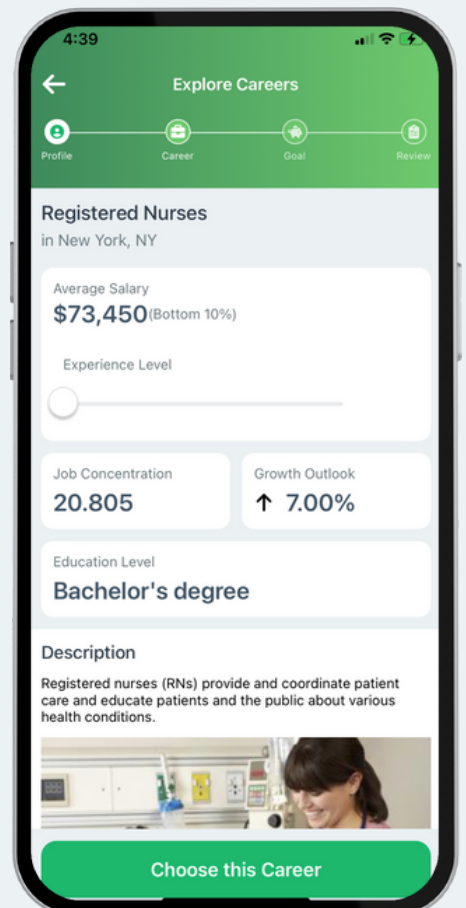 4:39
Explore Careers
Profile Career Goal Review
Registered Nurses
in New York, NY
Average Salary
$73,450(Bottom 10%)
Experience Level
Job Concentration Growth Outlook
20.805 ↑ 7.00%
Education Level
Bachelor's degree
Description
Registered nurses (RNs) provide and coordinate patient
care and educate patients and the public about various
health conditions.
Choose this Career